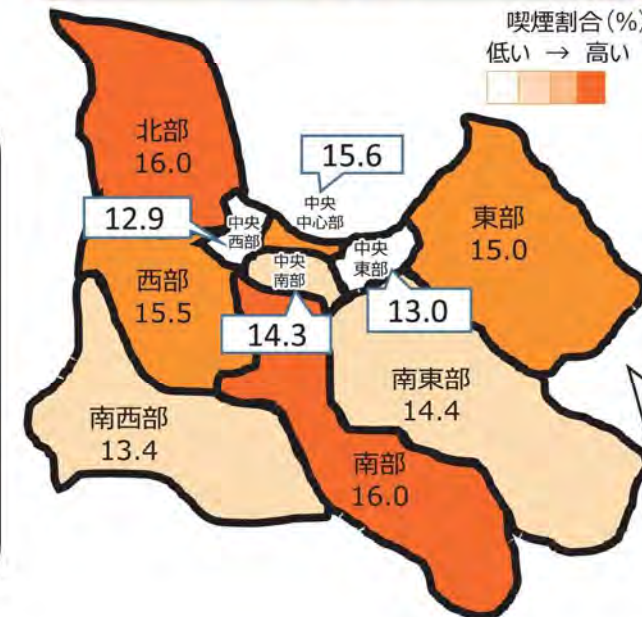 喫煙割合(%)
低い → 高い
北部
16.0
15.6
中央
中心部
12.9
中央
西部
東部
15.0
中央
東部
中央
南部
西部
15.5
13.0
14.3
南東部
14.4
南西部
13.4
南部
16.0